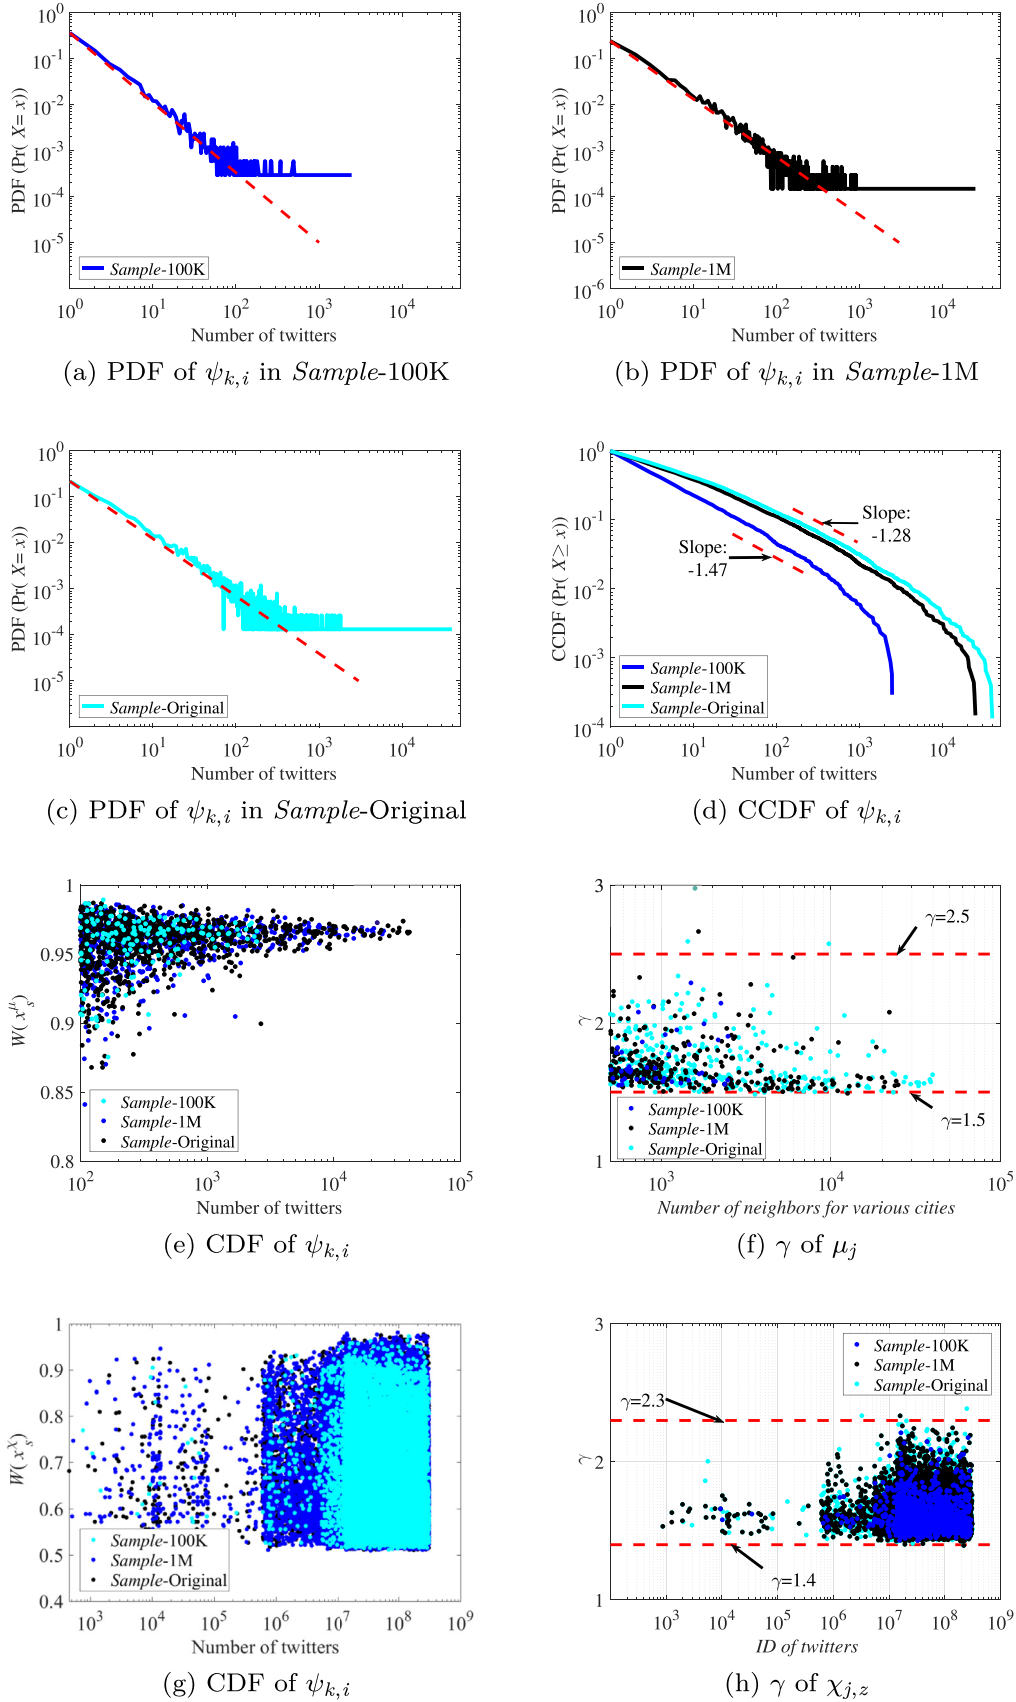 10^0
10^-1
10^-2
10^-3
10^-4
10^-5
PDF (Pr( X= x))
Sample-100K
10^0 10^1 10^2 10^3 10^4
Number of twitters
(a) PDF of ψ_{k,i} in Sample-100K
10^0
10^-1
10^-2
10^-3
10^-4
10^-5
10^-6
PDF (Pr( X= x))
Sample-1M
10^0 10^1 10^2 10^3 10^4
Number of twitters
(b) PDF of ψ_{k,i} in Sample-1M
10^0
10^-1
10^-2
10^-3
10^-4
10^-5
PDF (Pr( X= x))
Sample-Original
10^0 10^1 10^2 10^3 10^4
Number of twitters
(c) PDF of ψ_{k,i} in Sample-Original
10^0
10^-1
10^-2
10^-3
10^-4
CCDF (Pr( X≥ x))
Slope:
-1.28
Slope:
-1.47
Sample-100K
Sample-1M
Sample-Original
10^0 10^1 10^2 10^3 10^4
Number of twitters
(d) CCDF of ψ_{k,i}
1
0.95
0.9
0.85
0.8
W( x_s^μ)
Sample-100K
Sample-1M
Sample-Original
10^2 10^3 10^4 10^5
Number of twitters
(e) CDF of ψ_{k,i}
3
2
1
γ
γ=2.5
γ=1.5
Sample-100K
Sample-1M
Sample-Original
10^3 10^4 10^5
Number of neighbors for various cities
(f) γ of μ_j
1
0.9
0.8
0.7
0.6
0.5
0.4
W( x_s^χ)
Sample-100K
Sample-1M
Sample-Original
10^3 10^4 10^5 10^6 10^7 10^8 10^9
Number of twitters
(g) CDF of ψ_{k,i}
3
2
1
γ
Sample-100K
Sample-1M
Sample-Original
γ=2.3
γ=1.4
10^3 10^4 10^5 10^6 10^7 10^8 10^9
ID of twitters
(h) γ of χ_{j,z}